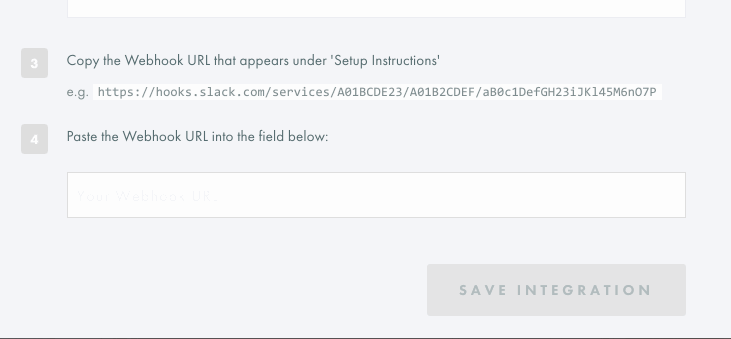 3
Copy the Webhook URL that appears under 'Setup Instructions'
e.g. https://hooks.slack.com/services/A01BCDE23/A01B2CDEF/aB0c1DefGH23iJKl45M6nO7P
4
Paste the Webhook URL into the field below:
Your Webhook URL
SAVE INTEGRATION